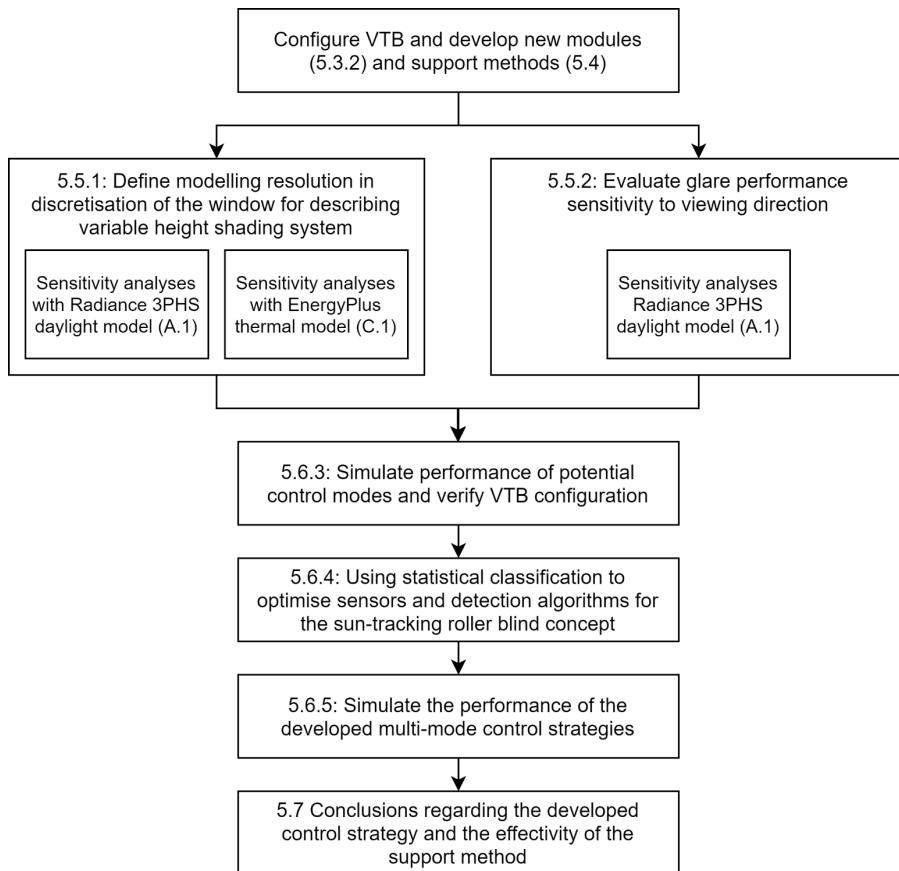 Configure VTB and develop new modules
(5.3.2) and support methods (5.4)
5.5.1: Define modelling resolution in
discretisation of the window for describing
variable height shading system
Sensitivity analyses
with Radiance 3PHS
daylight model (A.1)
Sensitivity analyses
with EnergyPlus
thermal model (C.1)
5.5.2: Evaluate glare performance
sensitivity to viewing direction
Sensitivity analyses
Radiance 3PHS
daylight model (A.1)
5.6.3: Simulate performance of potential
control modes and verify VTB configuration
5.6.4: Using statistical classification to
optimise sensors and detection algorithms for
the sun-tracking roller blind concept
5.6.5: Simulate the performance of the
developed multi-mode control strategies
5.7 Conclusions regarding the developed
control strategy and the effectivity of the
support method